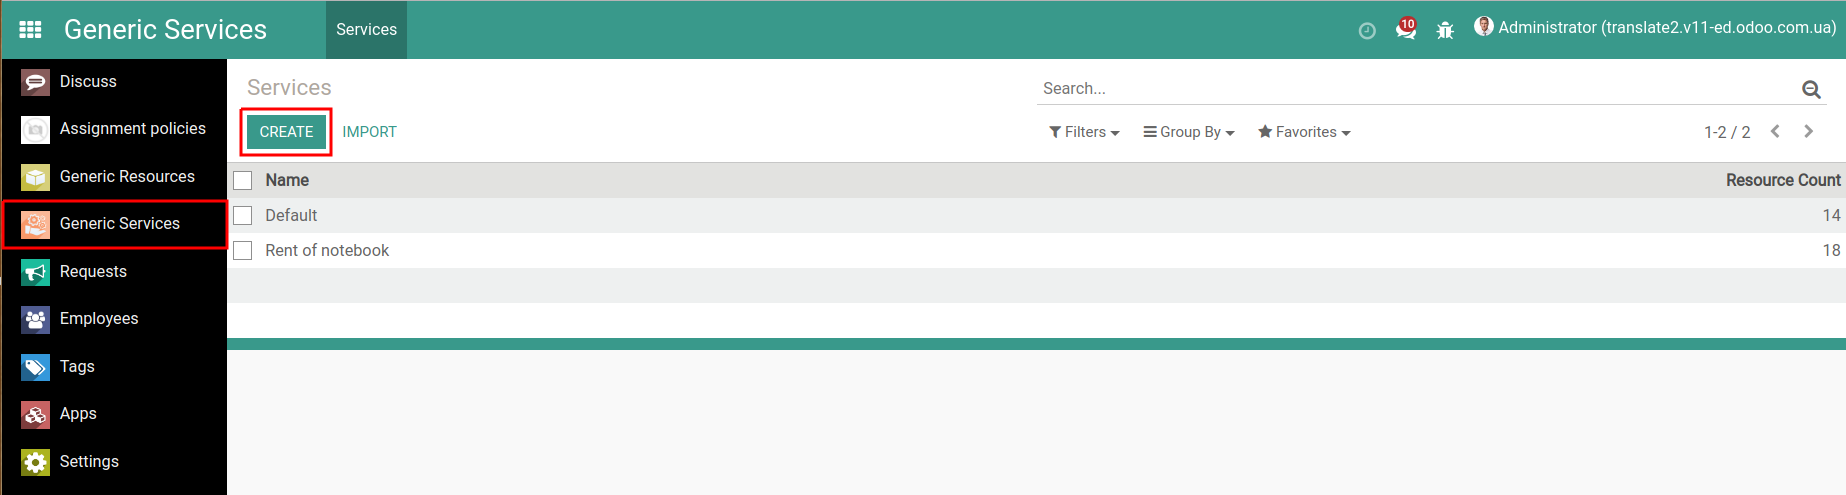 Generic Services
Services
10
Administrator (translate2.v11-ed.odoo.com.ua)
Discuss
Assignment policies
Generic Resources
Generic Services
Requests
Employees
Tags
Apps
Settings
Services
Search...
CREATE
IMPORT
Filters
Group By
Favorites
1-2 / 2
Name
Resource Count
Default
14
Rent of notebook
18